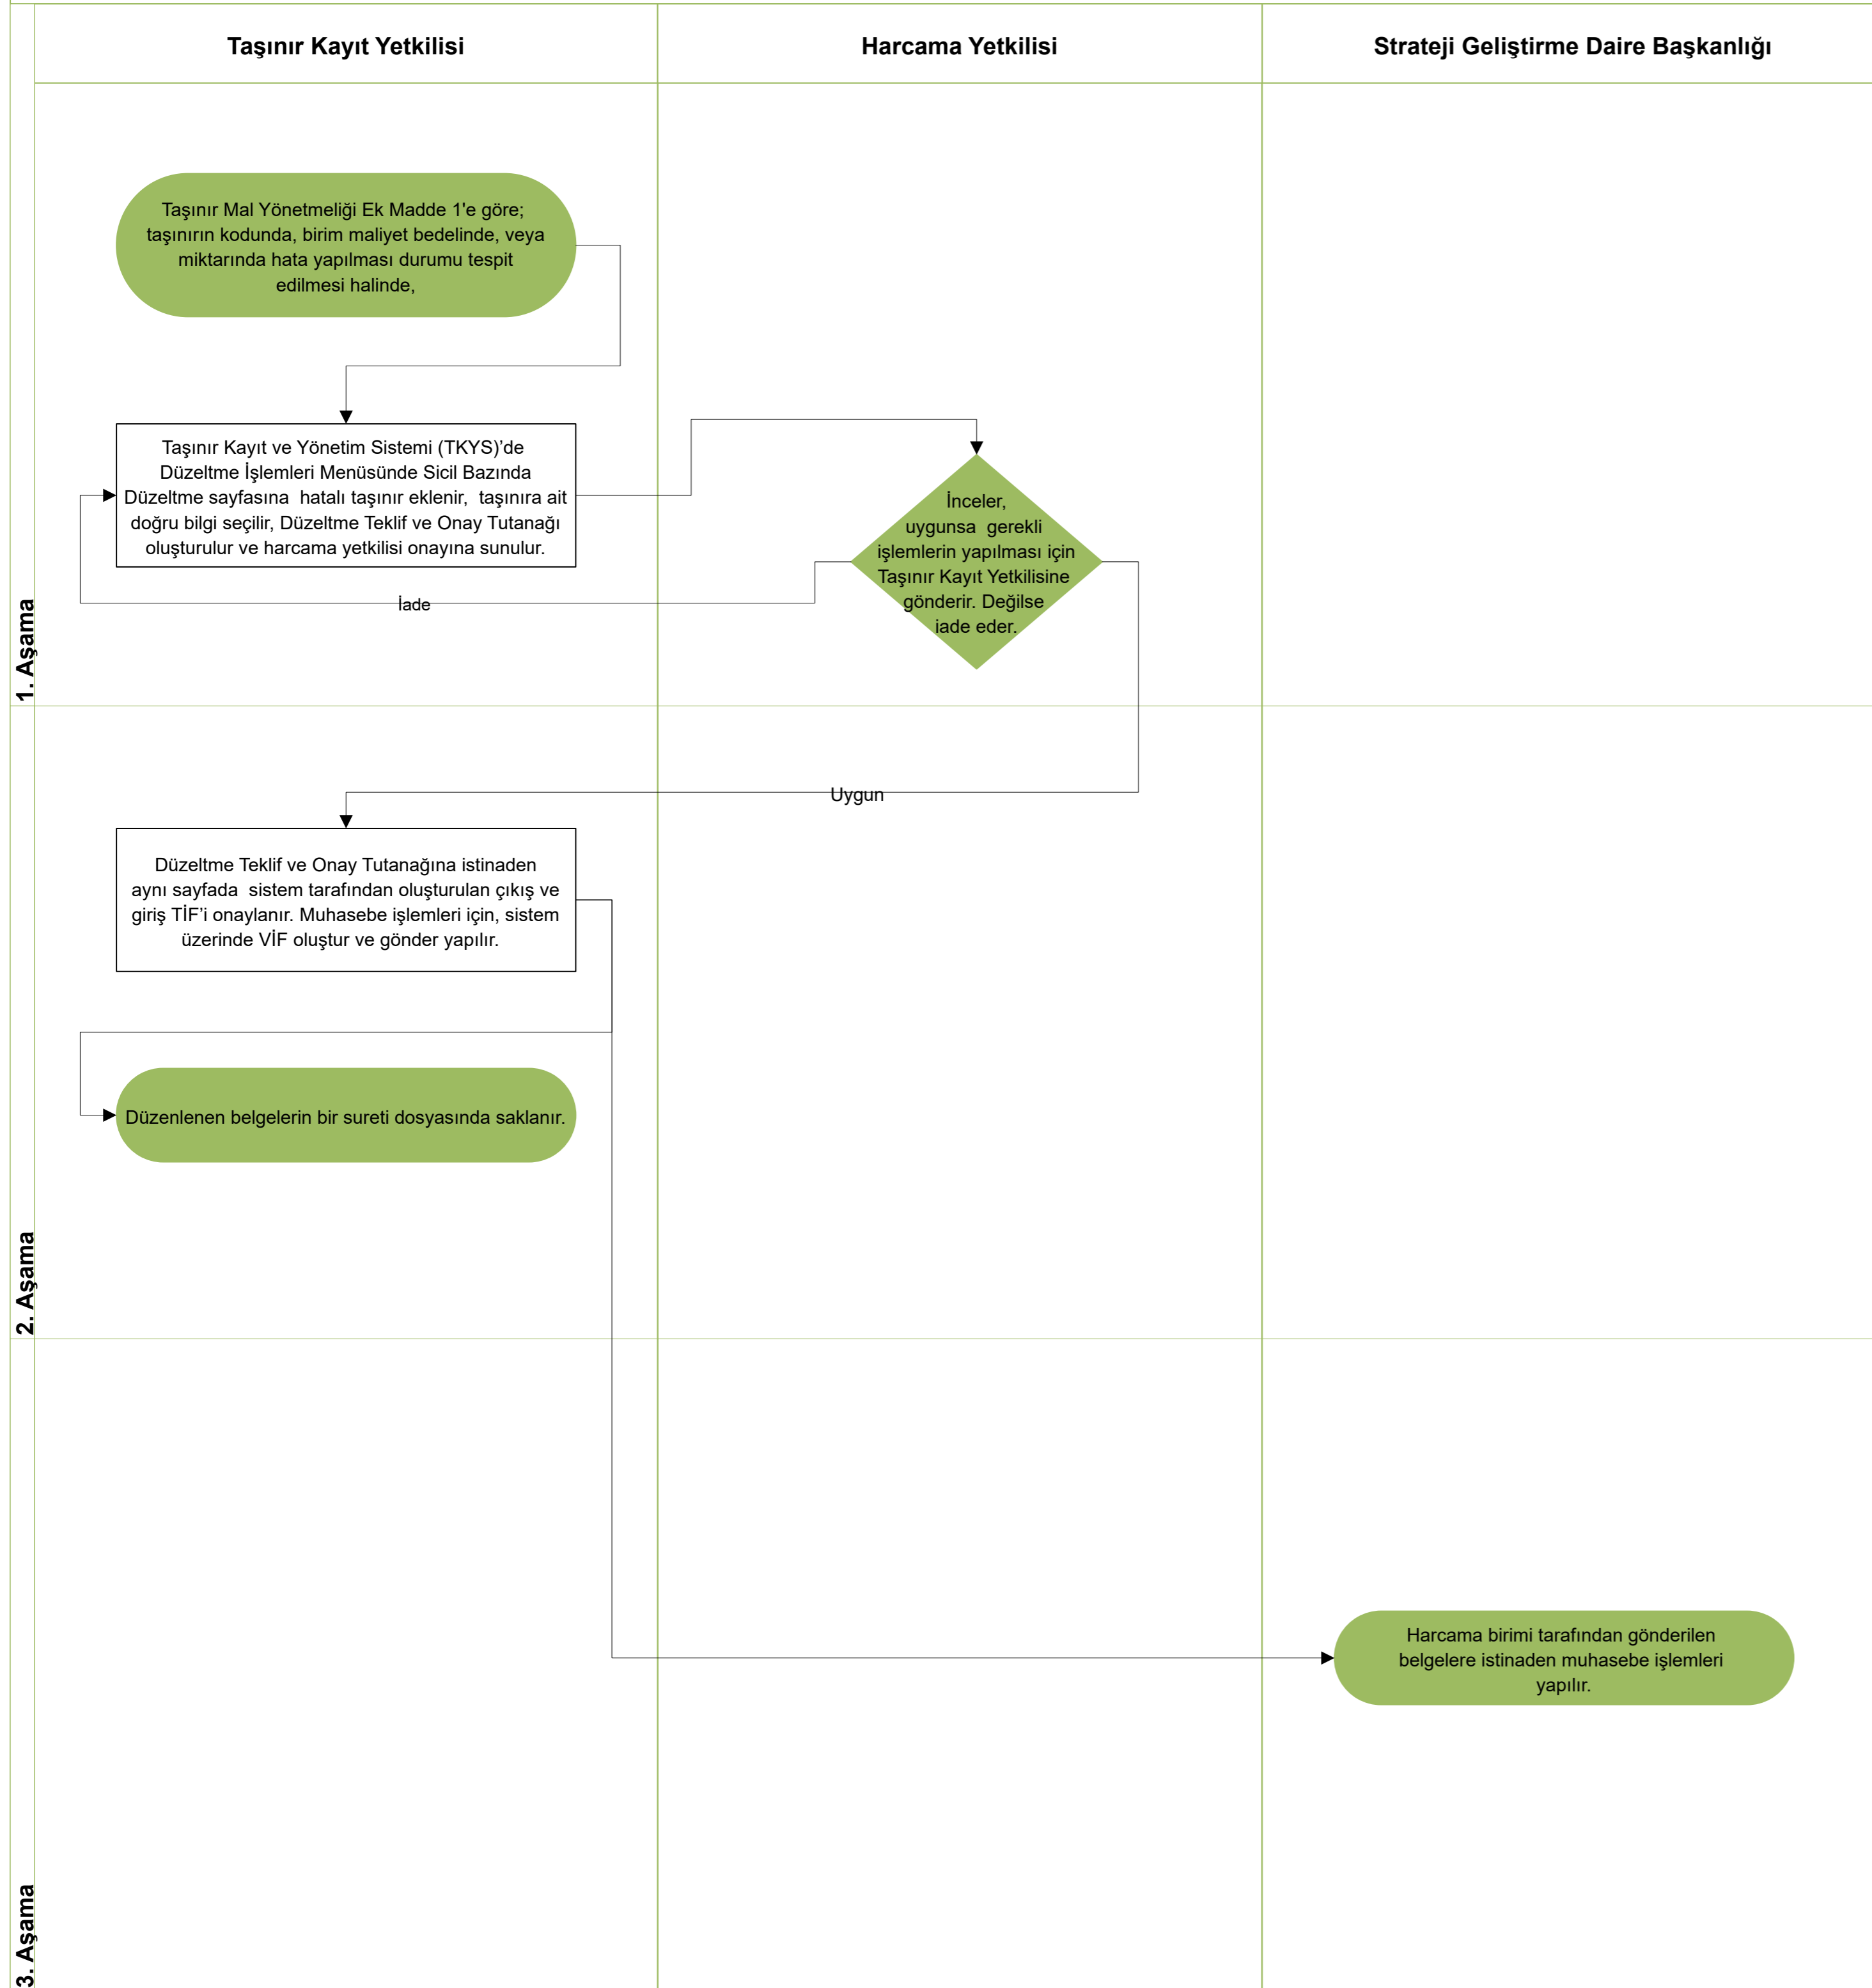 Taşınır Kayıt Yetkilisi
Harcama Yetkilisi
Strateji Geliştirme Daire Başkanlığı
1. Aşama
Taşınır Mal Yönetmeliği Ek Madde 1'e göre;
taşınırın kodunda, birim maliyet bedelinde, veya
miktarında hata yapılması durumu tespit
edilmesi halinde,
Taşınır Kayıt ve Yönetim Sistemi (TKYS)’de
Düzeltme İşlemleri Menüsünde Sicil Bazında
Düzeltme sayfasına hatalı taşınır eklenir, taşınıra ait
doğru bilgi seçilir, Düzeltme Teklif ve Onay Tutanağı
oluşturulur ve harcama yetkilisi onayına sunulur.
İnceler,
uygunsa gerekli
işlemlerin yapılması için
Taşınır Kayıt Yetkilisine
gönderir. Değilse
iade eder.
İade
2. Aşama
Uygun
Düzeltme Teklif ve Onay Tutanağına istinaden
aynı sayfada sistem tarafından oluşturulan çıkış ve
giriş TİF’i onaylanır. Muhasebe işlemleri için, sistem
üzerinde VİF oluştur ve gönder yapılır.
Düzenlenen belgelerin bir sureti dosyasında saklanır.
3. Aşama
Harcama birimi tarafından gönderilen
belgelere istinaden muhasebe işlemleri
yapılır.